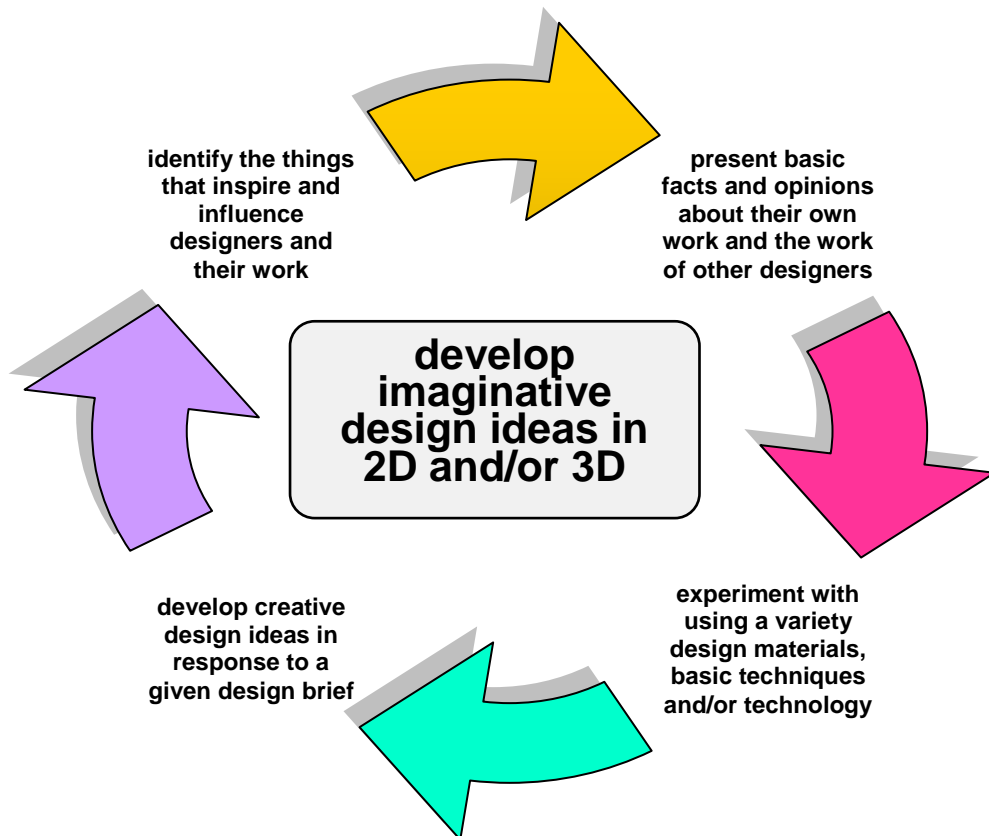 identify the things
that inspire and
influence
designers and
their work
present basic
facts and opinions
about their own
work and the work
of other designers
develop
imaginative
design ideas in
2D and/or 3D
develop creative
design ideas in
response to a
given design brief
experiment with
using a variety
design materials,
basic techniques
and/or technology